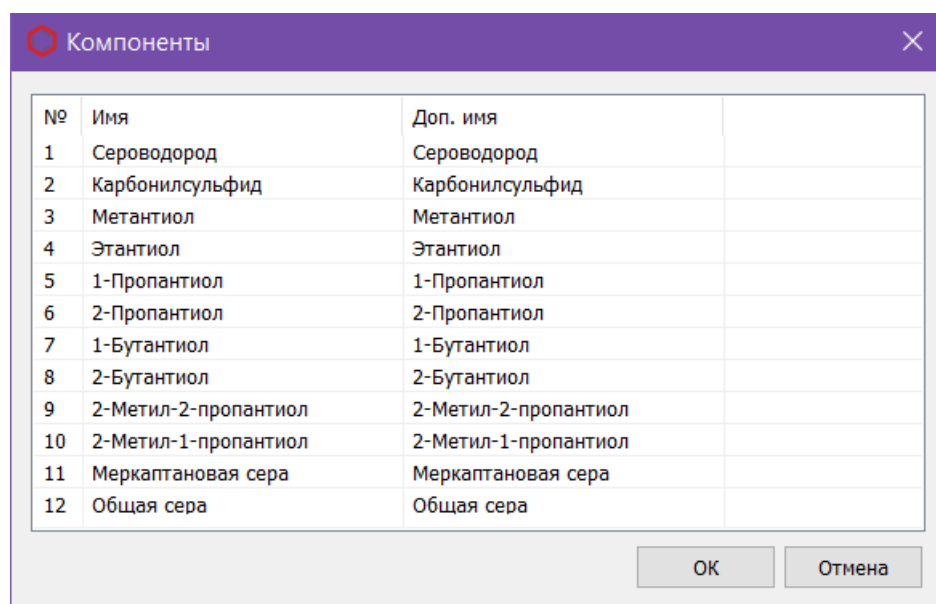 Компоненты
№ Имя Доп. имя
1 Сероводород Сероводород
2 Карбонилсульфид Карбонилсульфид
3 Метантиол Метантиол
4 Этантиол Этантиол
5 1-Пропантиол 1-Пропантиол
6 2-Пропантиол 2-Пропантиол
7 1-Бутантиол 1-Бутантиол
8 2-Бутантиол 2-Бутантиол
9 2-Метил-2-пропантиол 2-Метил-2-пропантиол
10 2-Метил-1-пропантиол 2-Метил-1-пропантиол
11 Меркаптановая сера Меркаптановая сера
12 Общая сера Общая сера
ОК Отмена